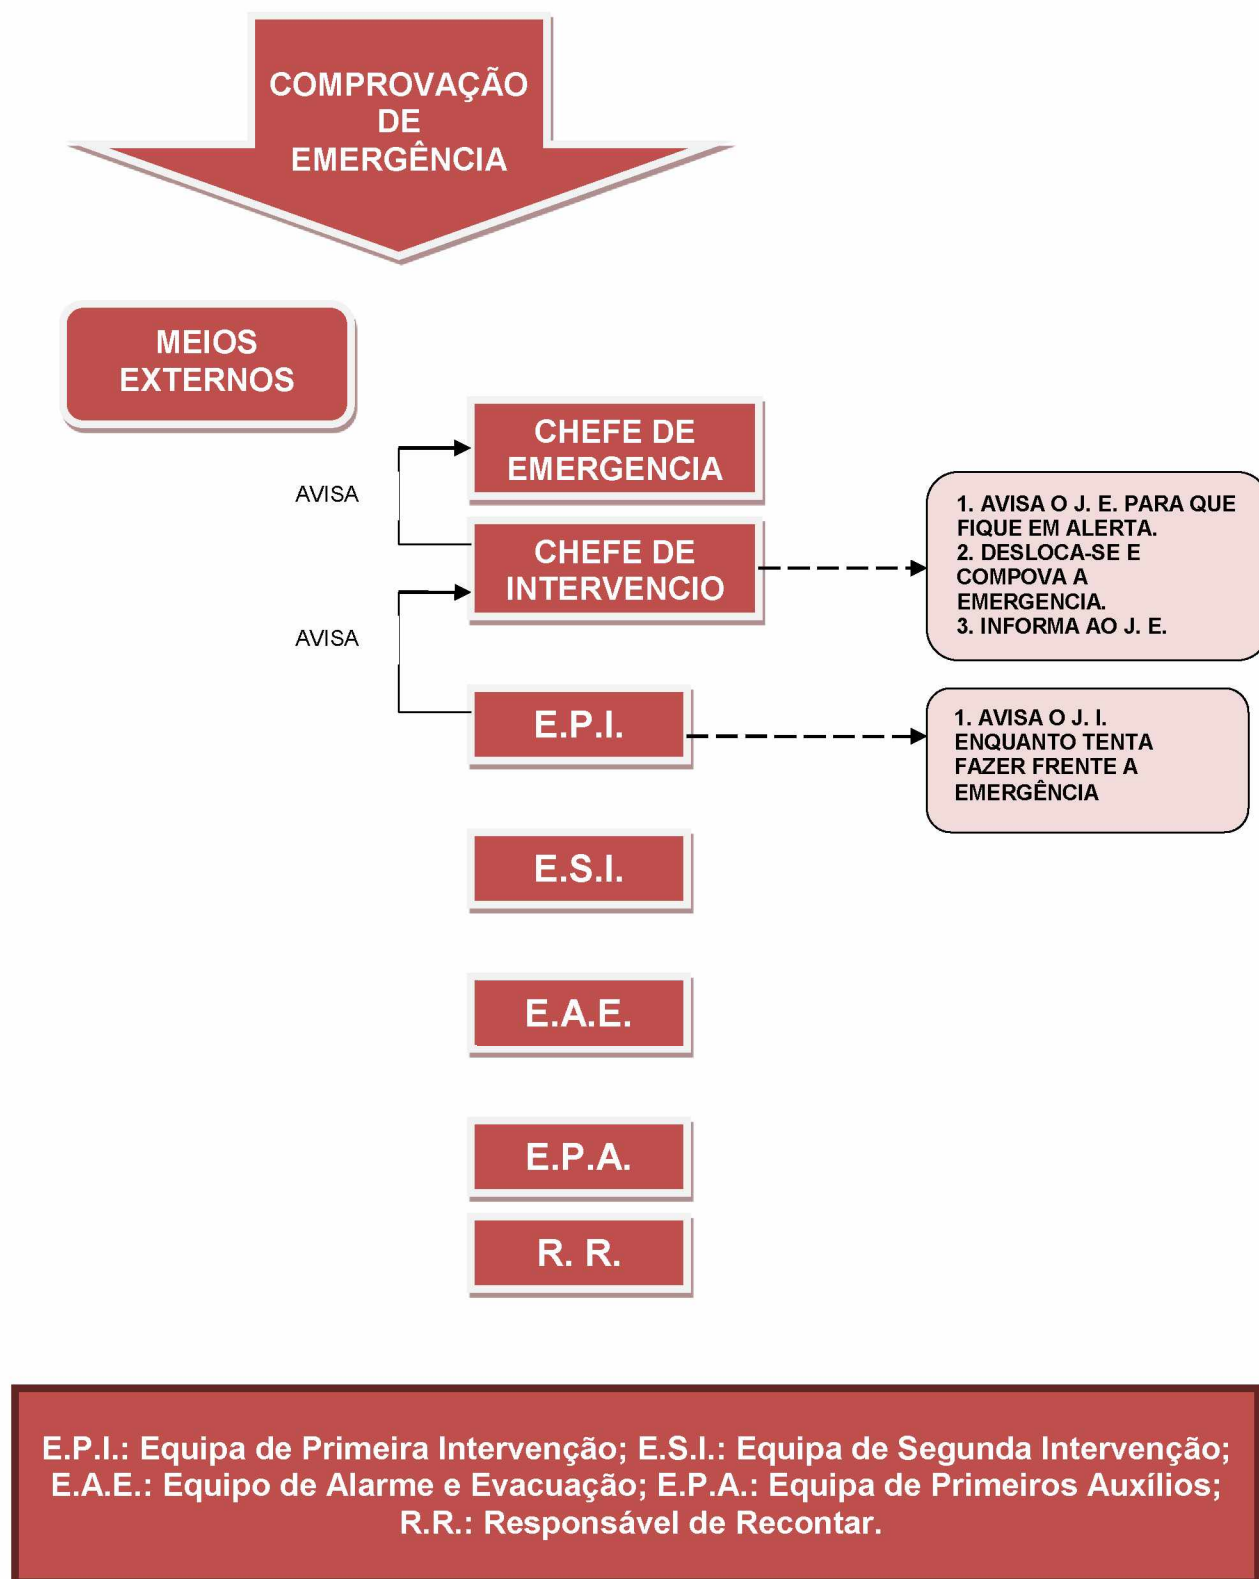 COMPROVAÇÃO
DE
EMERGÊNCIA
MEIOS
EXTERNOS
CHEFE DE
EMERGENCIA
AVISA
CHEFE DE
INTERVENCIO
1. AVISA O J. E. PARA QUE
FIQUE EM ALERTA.
2. DESLOCA-SE E
COMPOVA A
EMERGENCIA.
3. INFORMA AO J. E.
AVISA
E.P.I.
1. AVISA O J. I.
ENQUANTO TENTA
FAZER FRENTE A
EMERGÊNCIA
E.S.I.
E.A.E.
E.P.A.
R. R.
E.P.I.: Equipa de Primeira Intervenção; E.S.I.: Equipa de Segunda Intervenção;
E.A.E.: Equipo de Alarme e Evacuação; E.P.A.: Equipa de Primeiros Auxílios;
R.R.: Responsável de Recontar.